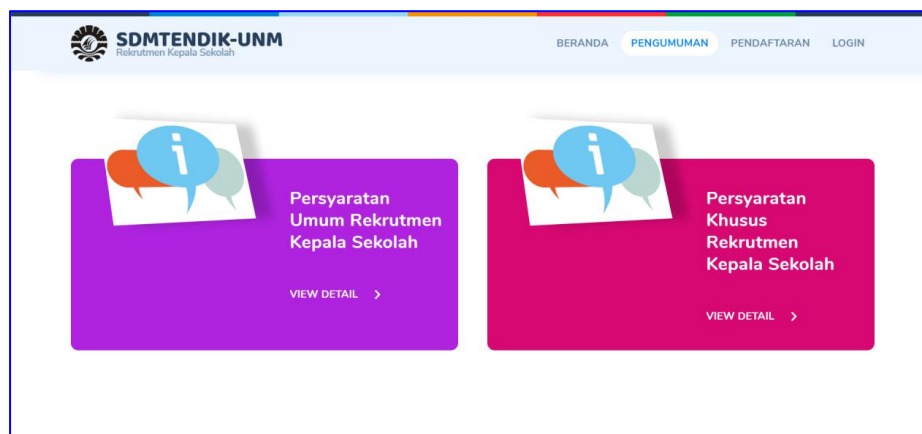 SDMTENDIK-UNM
Rekrutmen Kepala Sekolah
BERANDA PENGUMUMAN PENDAFTARAN LOGIN
Persyaratan
Umum Rekrutmen
Kepala Sekolah
VIEW DETAIL >
Persyaratan
Khusus
Rekrutmen
Kepala Sekolah
VIEW DETAIL >